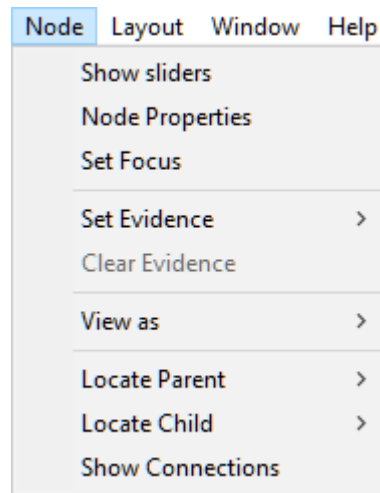 Node Layout Window Help
Show sliders
Node Properties
Set Focus
Set Evidence
Clear Evidence
View as
Locate Parent
Locate Child
Show Connections